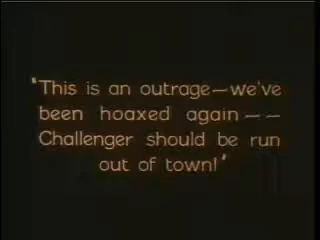 "This is an outrage—we've
been hoaxed again — —
Challenger should be run
out of town!"